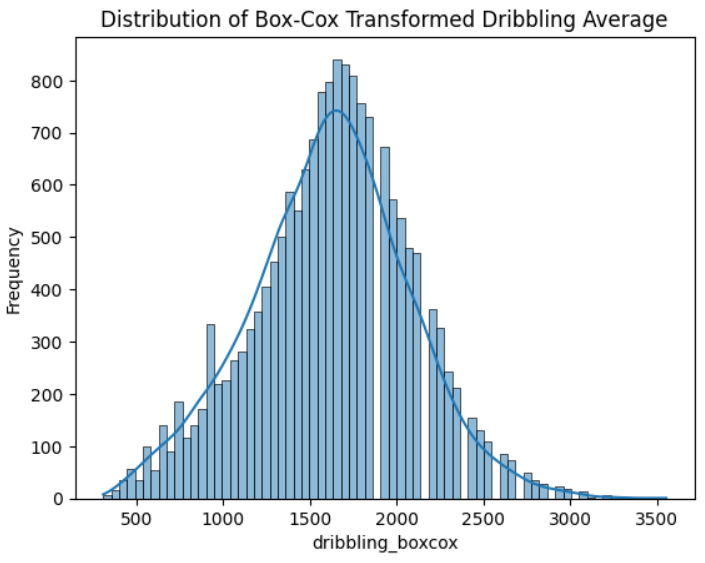 Distribution of Box-Cox Transformed Dribbling Average
Frequency
800
700
600
500
400
300
200
100
0
500 1000 1500 2000 2500 3000 3500
dribbling_boxcox